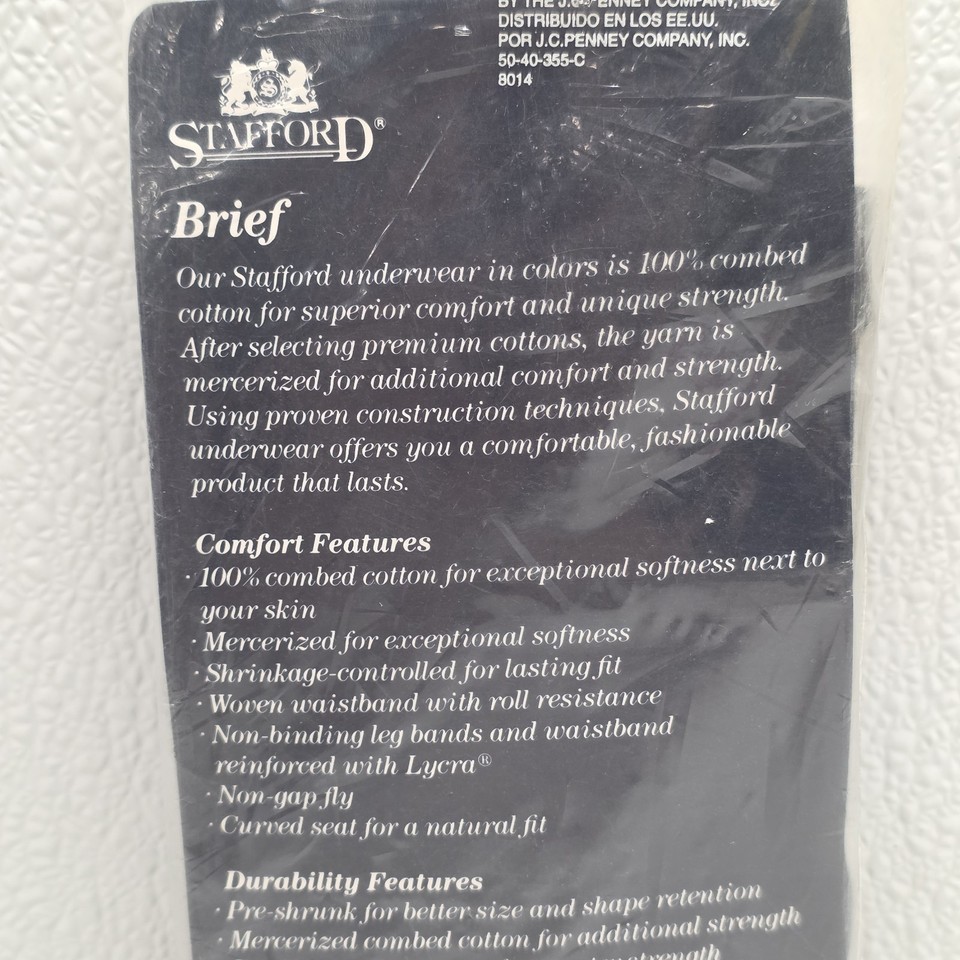 BY THE J.C. PENNEY COMPANY, INC.
DISTRIBUIDO EN LOS EE.UU.
POR J.C.PENNEY COMPANY, INC.
50-40-355-C
8014
STAFFORD®
Brief
Our Stafford underwear in colors is 100% combed
cotton for superior comfort and unique strength.
After selecting premium cottons, the yarn is
mercerized for additional comfort and strength.
Using proven construction techniques, Stafford
underwear offers you a comfortable, fashionable
product that lasts.
Comfort Features
· 100% combed cotton for exceptional softness next to
your skin
· Mercerized for exceptional softness
· Shrinkage-controlled for lasting fit
· Woven waistband with roll resistance
· Non-binding leg bands and waistband
reinforced with Lycra®
· Non-gap fly
· Curved seat for a natural fit
Durability Features
· Pre-shrunk for better size and shape retention
· Mercerized combed cotton for additional strength
strength